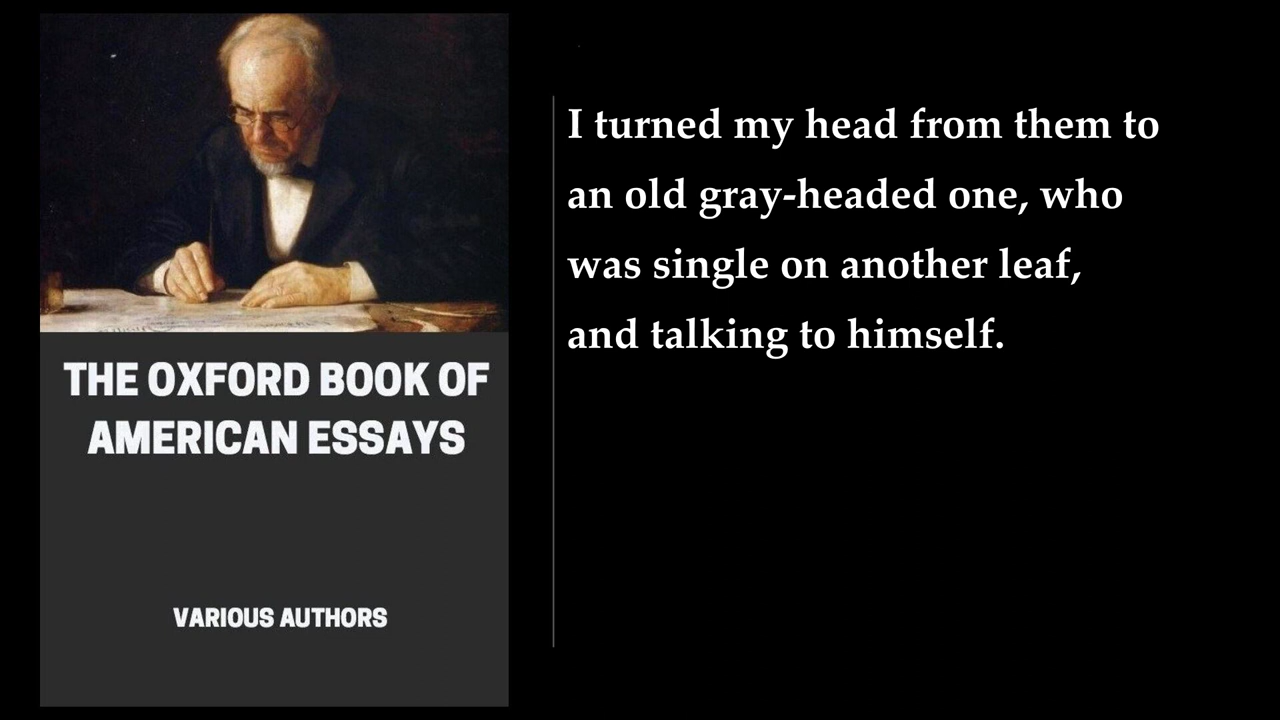 THE OXFORD BOOK OF
AMERICAN ESSAYS
VARIOUS AUTHORS
I turned my head from them to
an old gray-headed one, who
was single on another leaf,
and talking to himself.